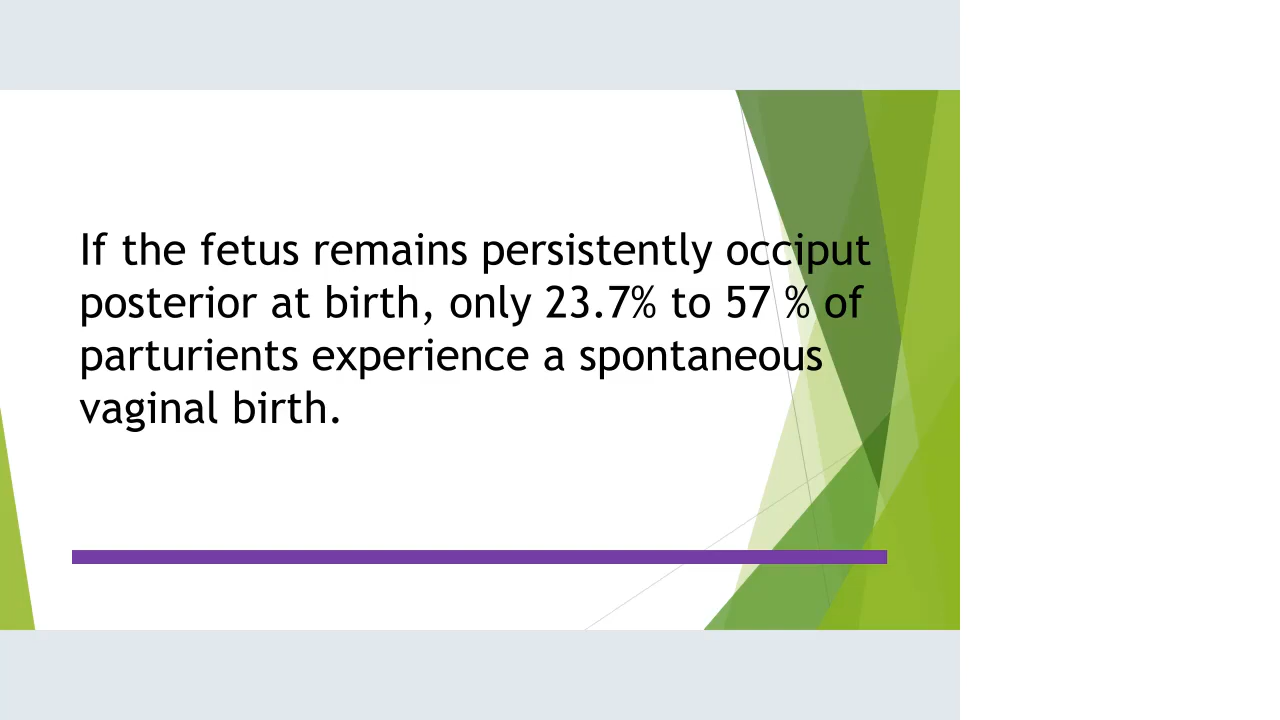 If the fetus remains persistently occiput
posterior at birth, only 23.7% to 57 % of
parturients experience a spontaneous
vaginal birth.